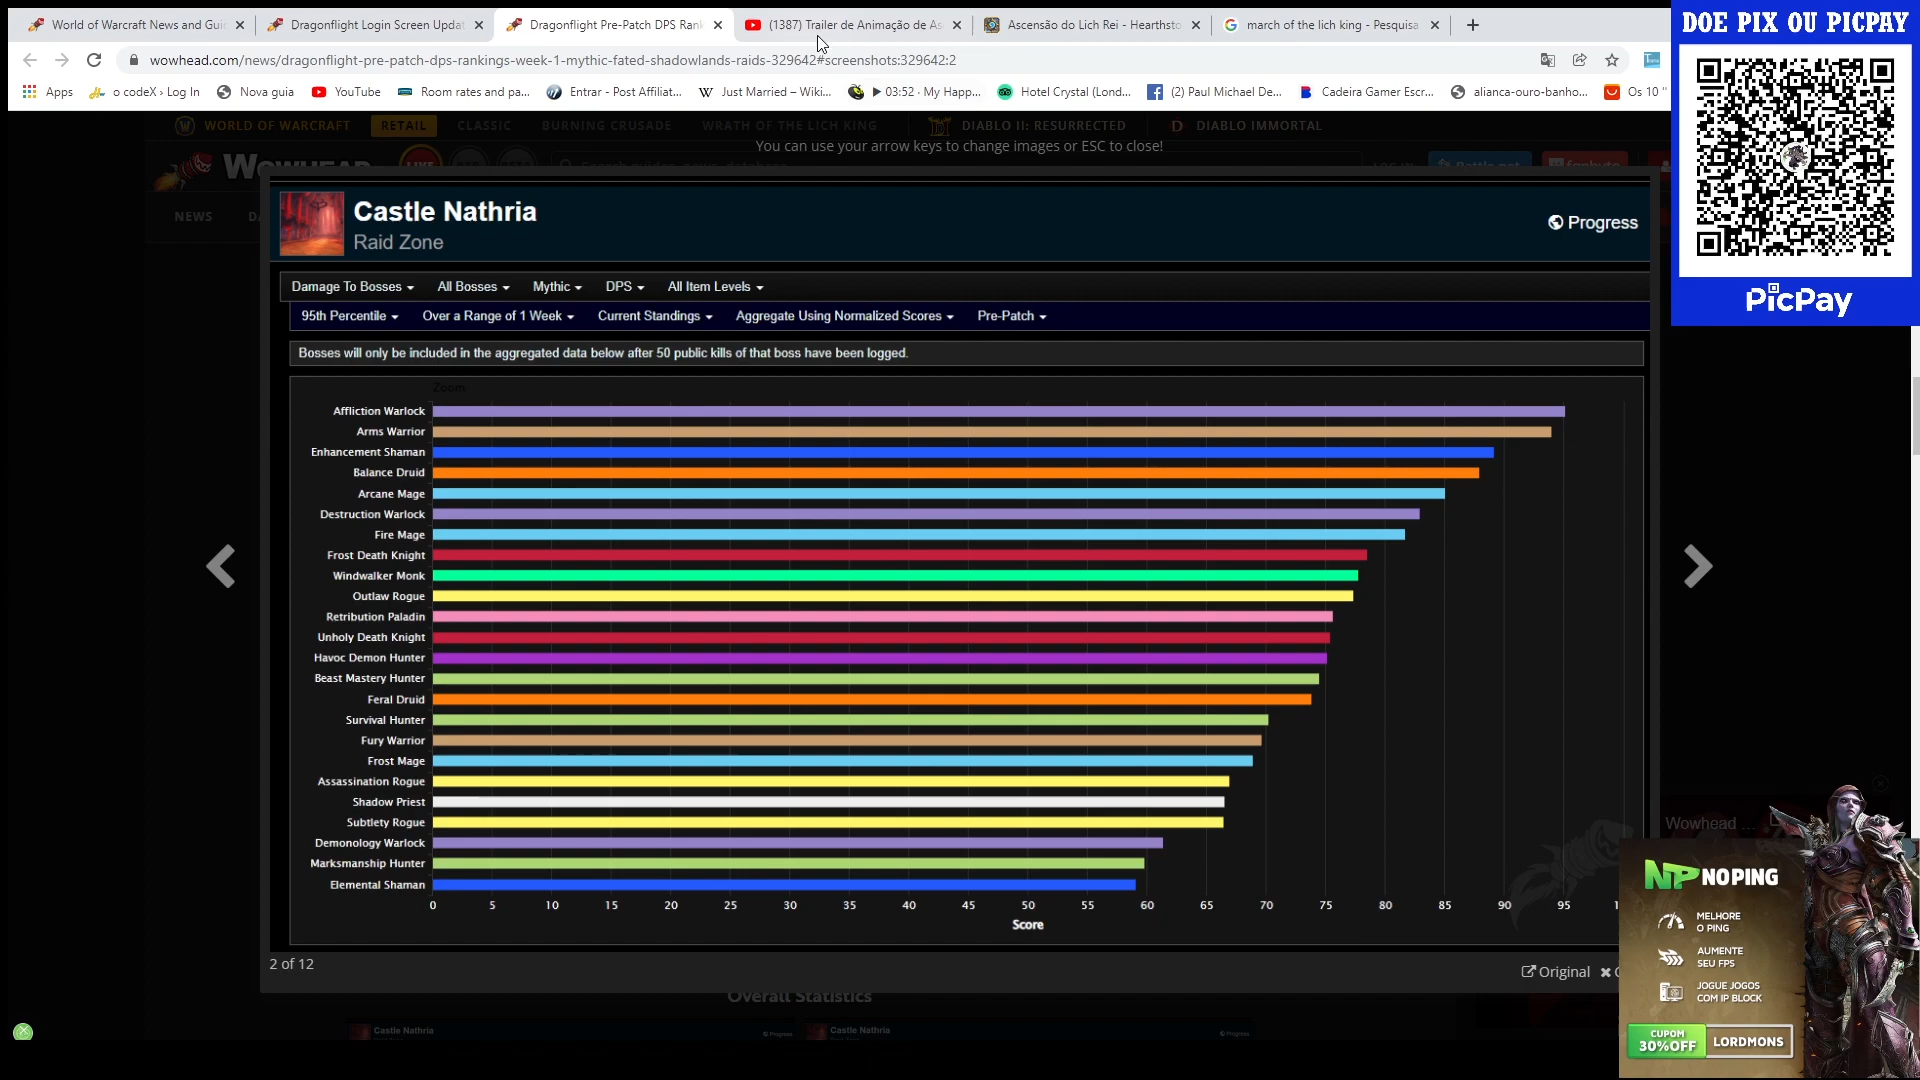 World of Warcraft News and Gui
Dragonflight Login Screen Updat
Dragonflight Pre-Patch DPS Rank
(1387) Trailer de Animação de As
Ascensão do Lich Rei - Hearthsto
march of the lich king - Pesquisa
wowhead.com/news/dragonflight-pre-patch-dps-rankings-week-1-mythic-fated-shadowlands-raids-329642#screenshots:329642:2
Apps
o codeX › Log In
Nova guia
YouTube
Room rates and pa...
Entrar - Post Affiliat...
Just Married – Wiki...
03:52 · My Happ...
Hotel Crystal (Lond...
(2) Paul Michael De...
Cadeira Gamer Escr...
alianca-ouro-banho...
Os 10 "
DOE PIX OU PICPAY
PicPay
WORLD OF WARCRAFT
RETAIL
CLASSIC
BURNING CRUSADE
WRATH OF THE LICH KING
DIABLO II: RESURRECTED
DIABLO IMMORTAL
You can use your arrow keys to change images or ESC to close!
WOWHEAD
NEWS
Castle Nathria
Raid Zone
Progress
Damage To Bosses
All Bosses
Mythic
DPS
All Item Levels
95th Percentile
Over a Range of 1 Week
Current Standings
Aggregate Using Normalized Scores
Pre-Patch
Bosses will only be included in the aggregated data below after 50 public kills of that boss have been logged.
Zoom
Affliction Warlock
Arms Warrior
Enhancement Shaman
Balance Druid
Arcane Mage
Destruction Warlock
Fire Mage
Frost Death Knight
Windwalker Monk
Outlaw Rogue
Retribution Paladin
Unholy Death Knight
Havoc Demon Hunter
Beast Mastery Hunter
Feral Druid
Survival Hunter
Fury Warrior
Frost Mage
Assassination Rogue
Shadow Priest
Subtlety Rogue
Demonology Warlock
Marksmanship Hunter
Elemental Shaman
0 5 10 15 20 25 30 35 40 45 50 55 60 65 70 75 80 85 90 95
Score
2 of 12
Original
Overall Statistics
Castle Nathria
Progress
Castle Nathria
Progress
Wowhead ...
NP NOPING
MELHORE
O PING
AUMENTE
SEU FPS
JOGUE JOGOS
COM IP BLOCK
CUPOM
30%OFF
LORDMONS